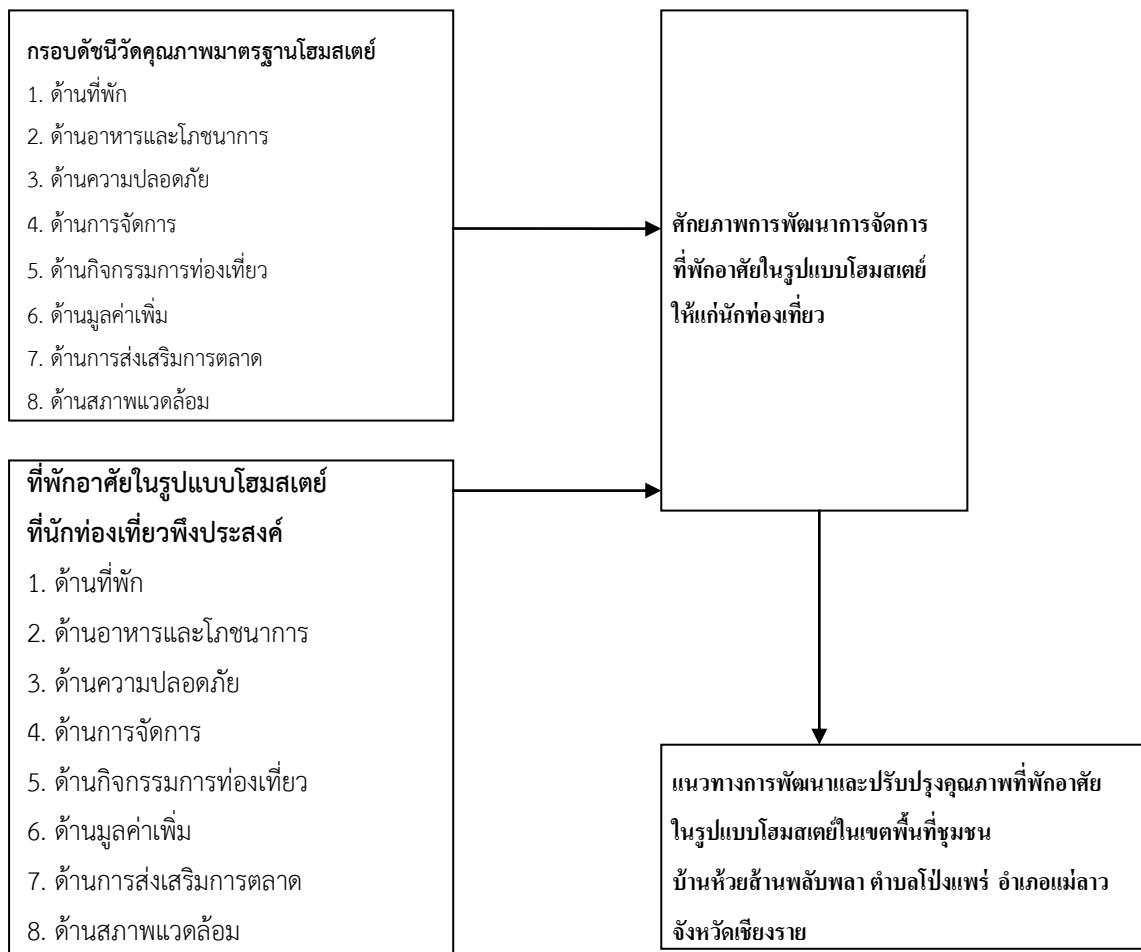 กรอบดัชนีวัดคุณภาพมาตรฐานโฮมสเตย์
1. ด้านที่พัก
2. ด้านอาหารและโภชนาการ
3. ด้านความปลอดภัย
4. ด้านการจัดการ
5. ด้านกิจกรรมการท่องเที่ยว
6. ด้านมูลค่าเพิ่ม
7. ด้านการส่งเสริมการตลาด
8. ด้านสภาพแวดล้อม
ศักยภาพการพัฒนาการจัดการ
ที่พักอาศัยในรูปแบบโฮมสเตย์
ให้แก่นักท่องเที่ยว
ที่พักอาศัยในรูปแบบโฮมสเตย์
ที่นักท่องเที่ยวพึงประสงค์
1. ด้านที่พัก
2. ด้านอาหารและโภชนาการ
3. ด้านความปลอดภัย
4. ด้านการจัดการ
5. ด้านกิจกรรมการท่องเที่ยว
6. ด้านมูลค่าเพิ่ม
7. ด้านการส่งเสริมการตลาด
8. ด้านสภาพแวดล้อม
แนวทางการพัฒนาและปรับปรุงคุณภาพที่พักอาศัย
ในรูปแบบโฮมสเตย์ในเขตพื้นที่ชุมชน
บ้านห้วยส้านพลับพลา ตำบลโป่งแพร่ อำเภอแม่ลาว
จังหวัดเชียงราย